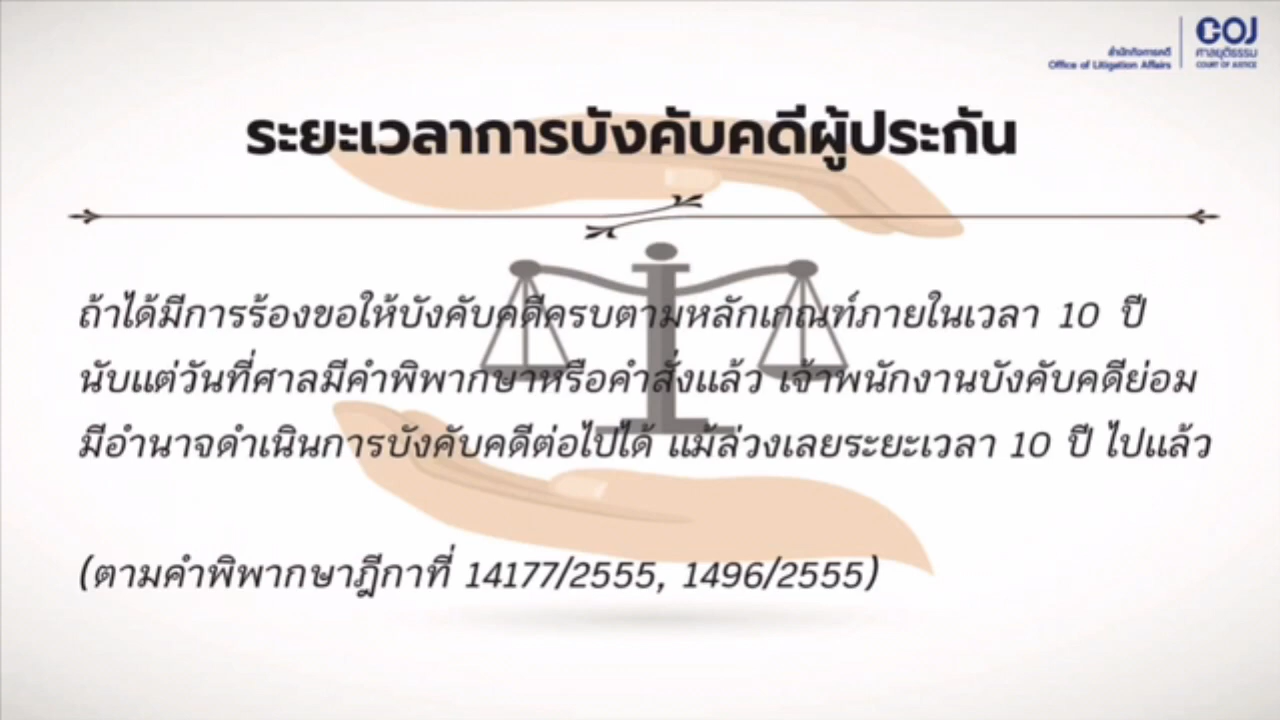 สำนักกิจการคดี
Office of Litigation Affairs
COJ
ศาลยุติธรรม
COURT OF JUSTICE
ระยะเวลาการบังคับคดีผู้ประกัน
ถ้าได้มีการร้องขอให้บังคับคดีครบตามหลักเกณฑ์ภายในเวลา 10 ปี
นับแต่วันที่ศาลมีคำพิพากษาหรือคำสั่งแล้ว เจ้าพนักงานบังคับคดีย่อม
มีอำนาจดำเนินการบังคับคดีต่อไปได้ แม้ล่วงเลยระยะเวลา 10 ปี ไปแล้ว
(ตามคำพิพากษาฎีกาที่ 14177/2555, 1496/2555)